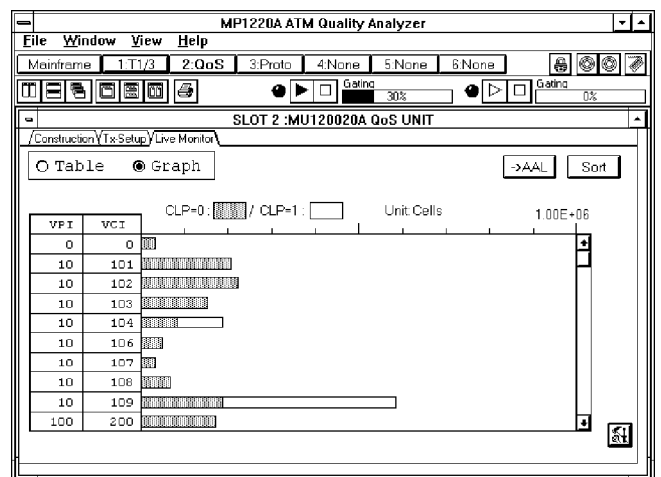 MP1220A ATM Quality Analyzer
File Window View Help
Mainframe 1:T1/3 2:QoS 3:Proto 4:None 5:None 6:None
Gating 30% Gating 0%
SLOT 2 :MU120020A QoS UNIT
Construction Tx-Setup Live Monitor
Table Graph ->AAL Sort
CLP=0 : / CLP=1 : Unit: Cells 1.00E+06
VPI VCI
0 0
10 101
10 102
10 103
10 104
10 106
10 107
10 108
10 109
100 200